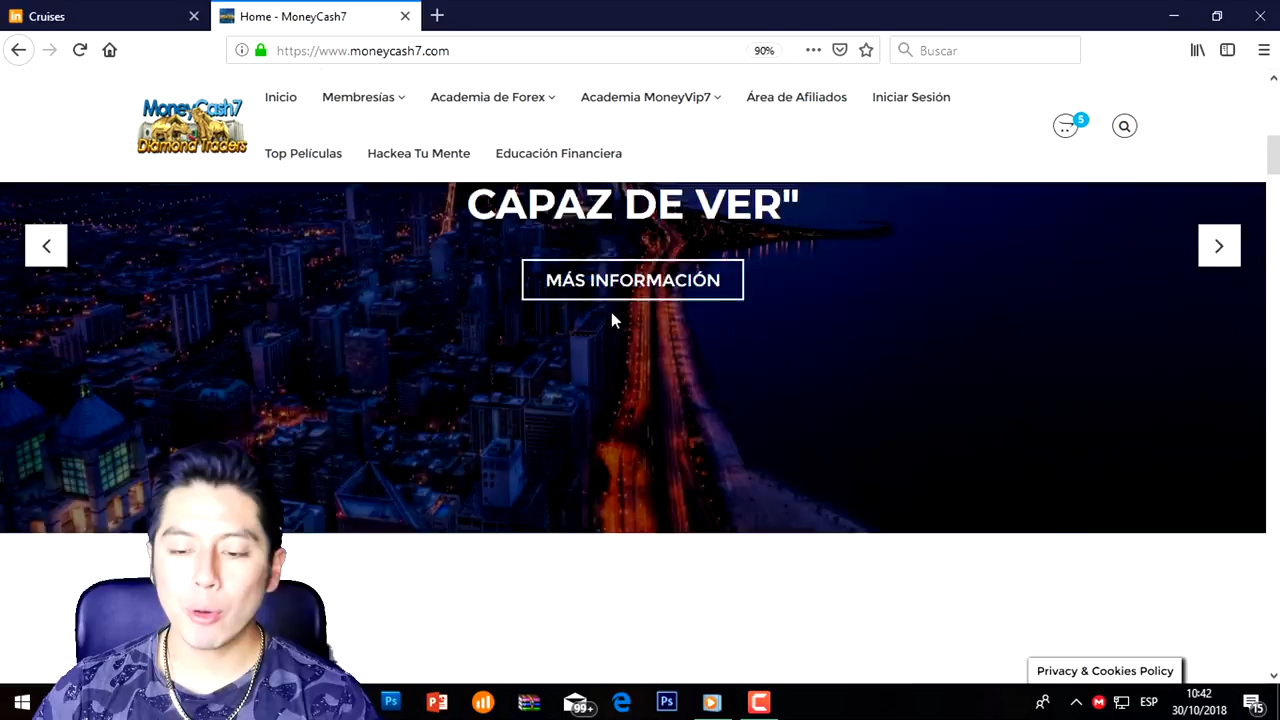 Cruises
Home - MoneyCash7
https://www.moneycash7.com
90%
Buscar
MoneyCash7
Diamond Traders
Inicio
Membresías
Academia de Forex
Academia MoneyVip7
Área de Afiliados
Iniciar Sesión
5
Top Películas
Hackea Tu Mente
Educación Financiera
CAPAZ DE VER"
MÁS INFORMACIÓN
Privacy & Cookies Policy
99+
ESP
10:42
30/10/2018
15